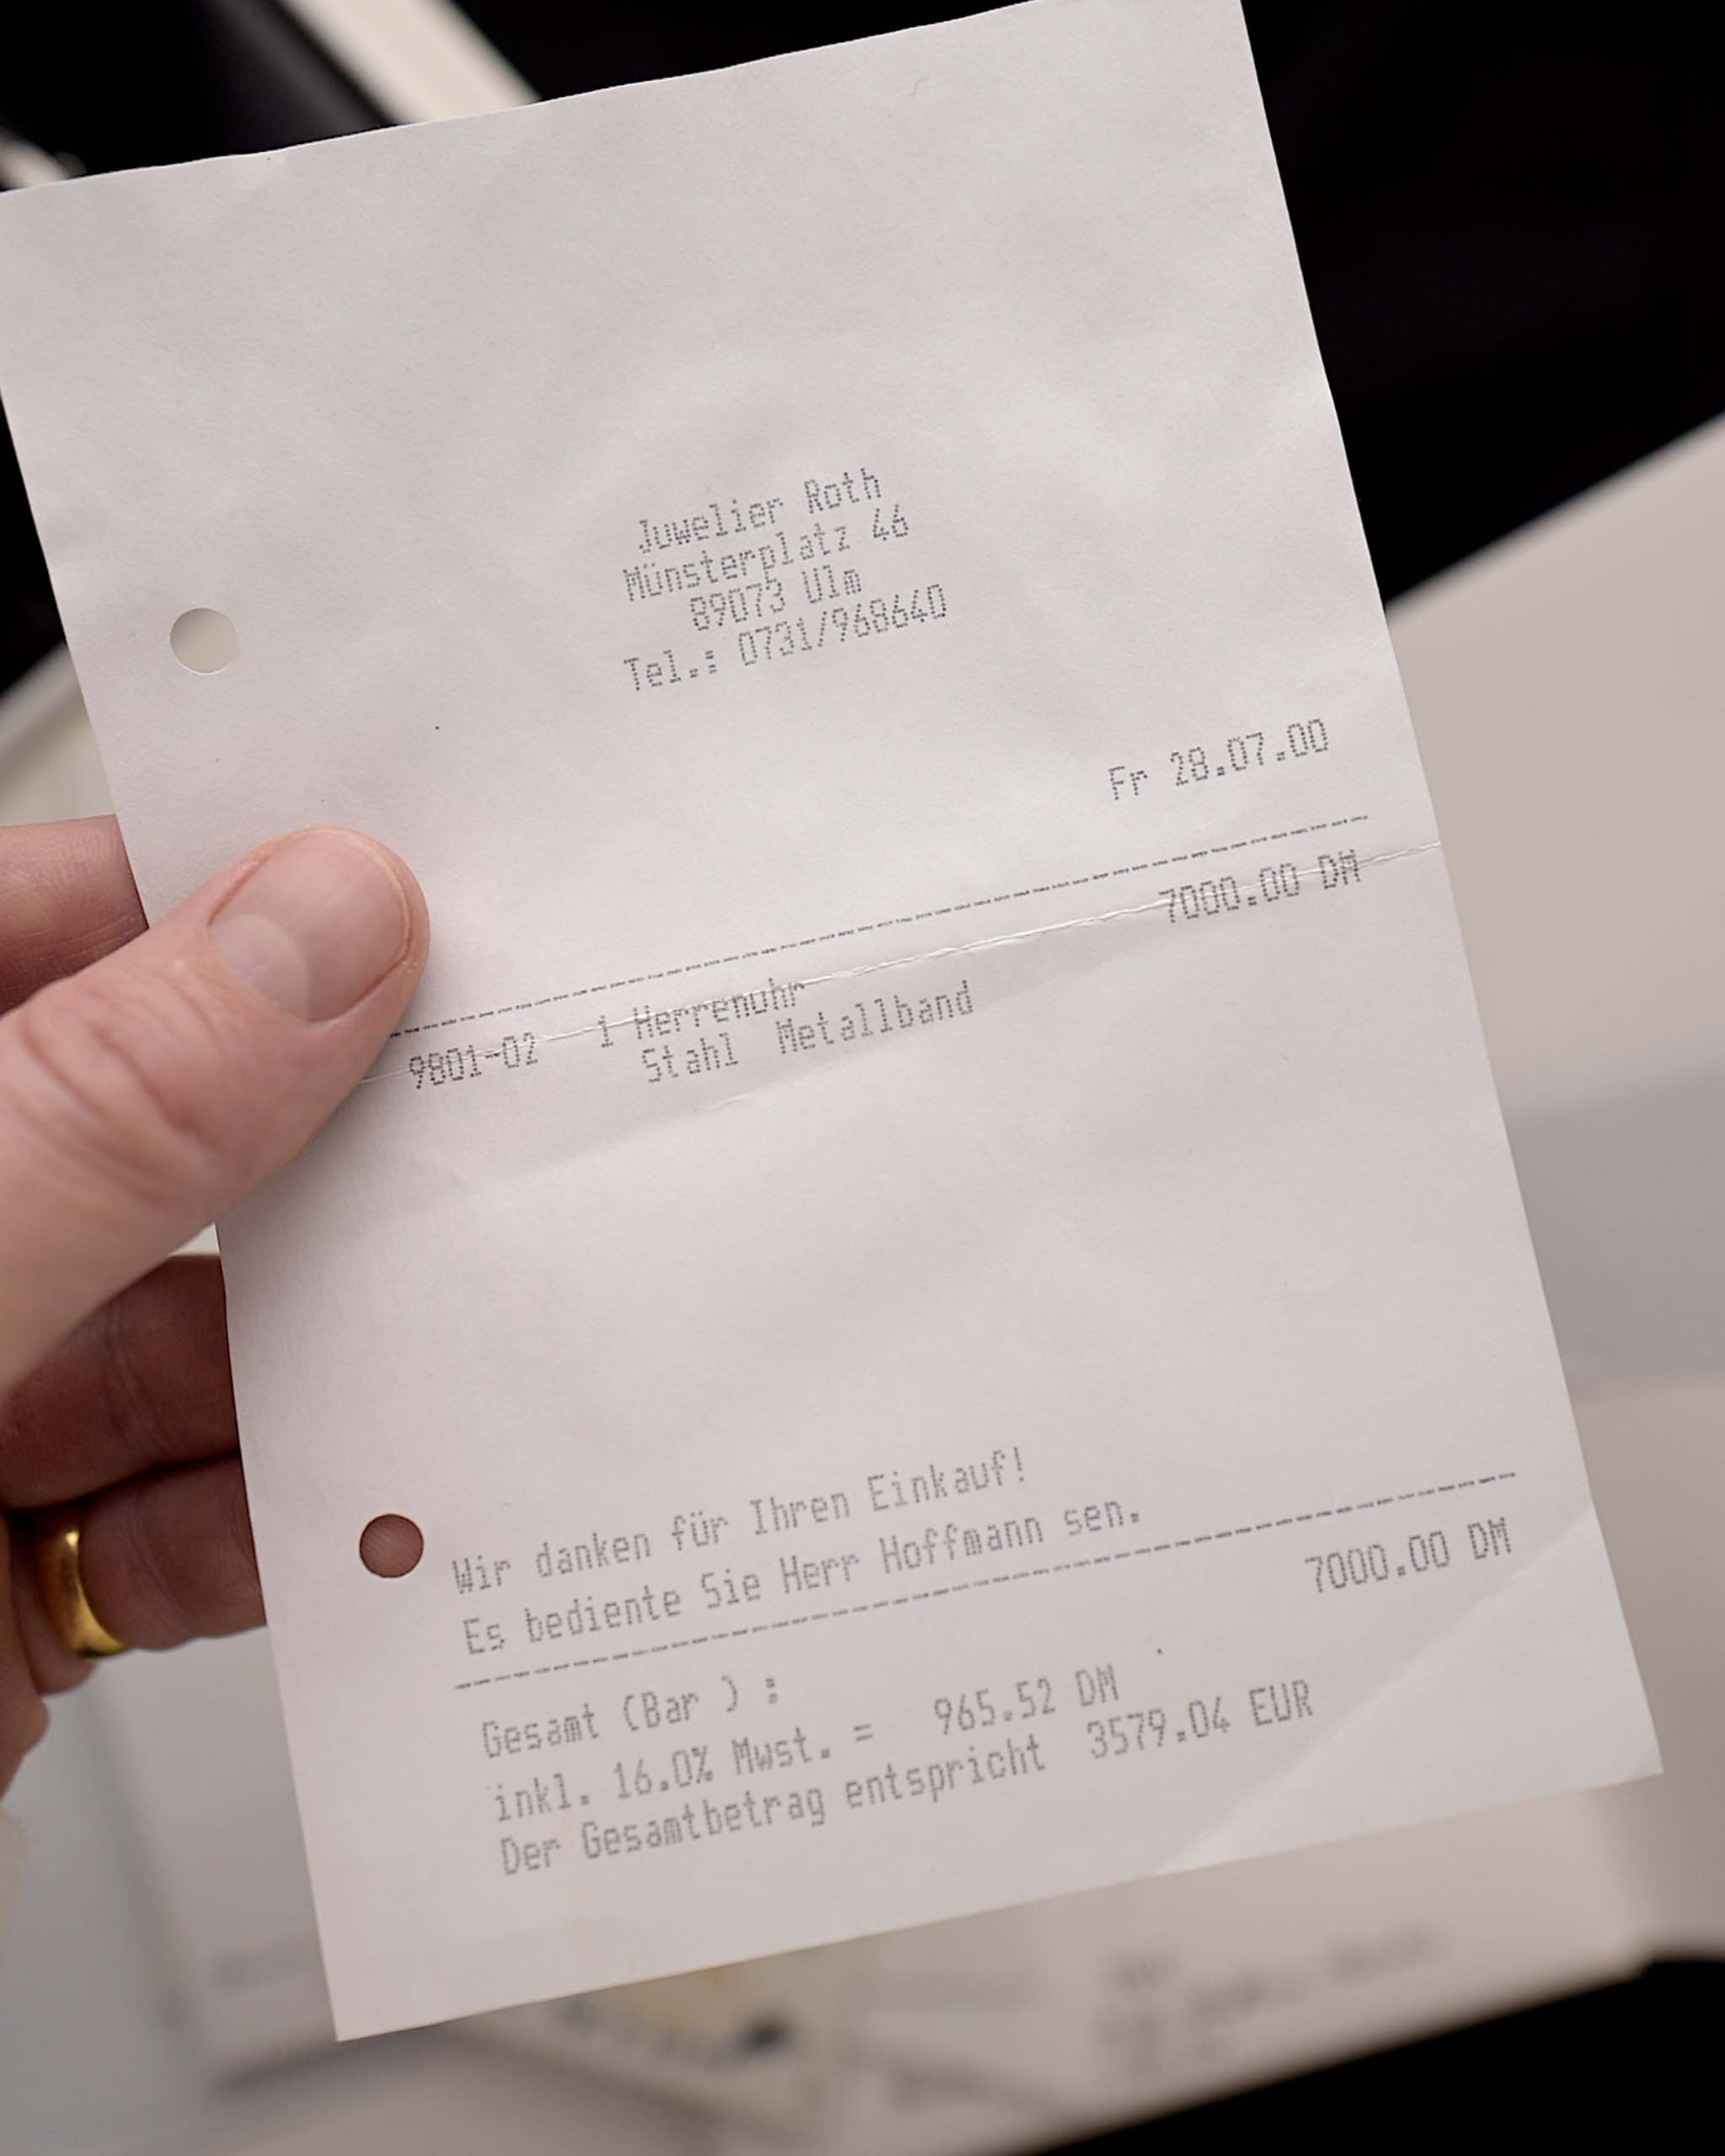 Juwelier Roth
Münsterplatz 46
89073 Ulm
Tel.: 0731/968640
Fr 28.07.00
9801-02 1 Herrenuhr 7000.00 DM
Stahl Metallband
Wir danken für Ihren Einkauf!
Es bediente Sie Herr Hoffmann sen.
Gesamt (Bar ) : 7000.00 DM
inkl. 16.0% Mwst. = 965.52 DM
Der Gesamtbetrag entspricht 3579.04 EUR